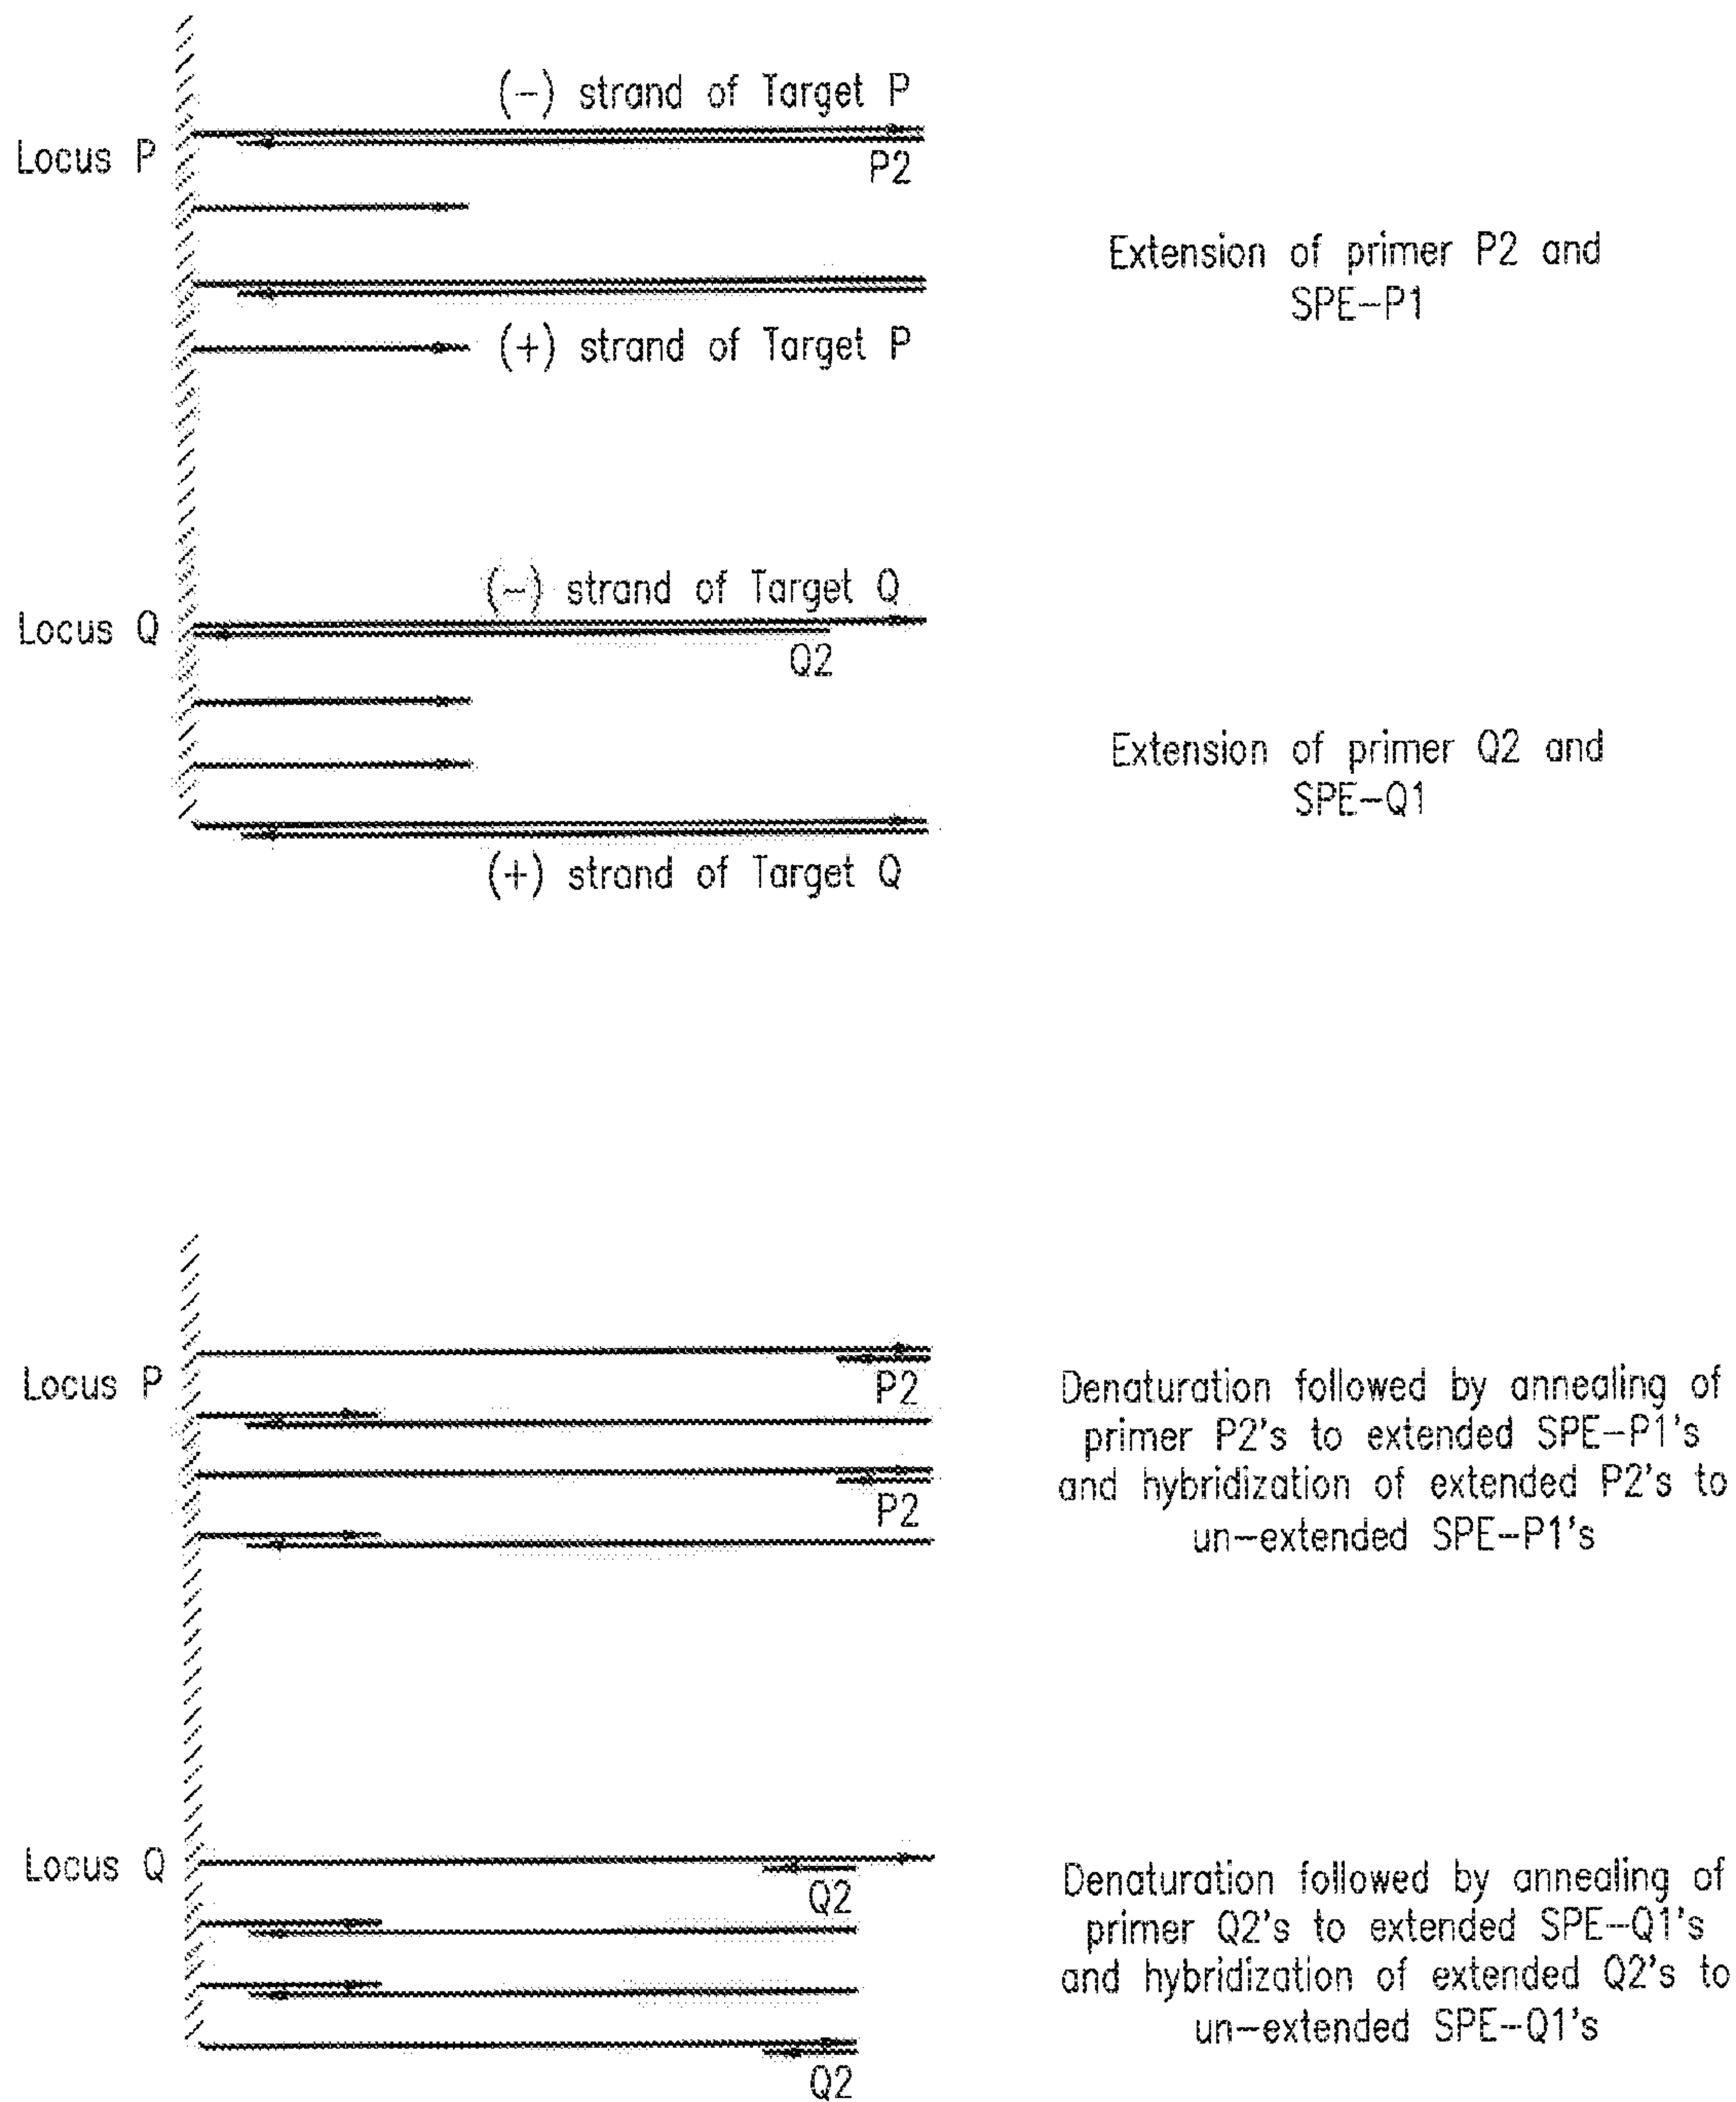 (-) strand of Target P
Locus P
P2
Extension of primer P2 and
SPE-P1
(+) strand of Target P
(-) strand of Target Q
Locus Q
Q2
Extension of primer Q2 and
SPE-Q1
(+) strand of Target Q
Locus P
P2
P2
Denaturation followed by annealing of
primer P2's to extended SPE-P1's
and hybridization of extended P2's to
un-extended SPE-P1's
Locus Q
Q2
Q2
Denaturation followed by annealing of
primer Q2's to extended SPE-Q1's
and hybridization of extended Q2's to
un-extended SPE-Q1's